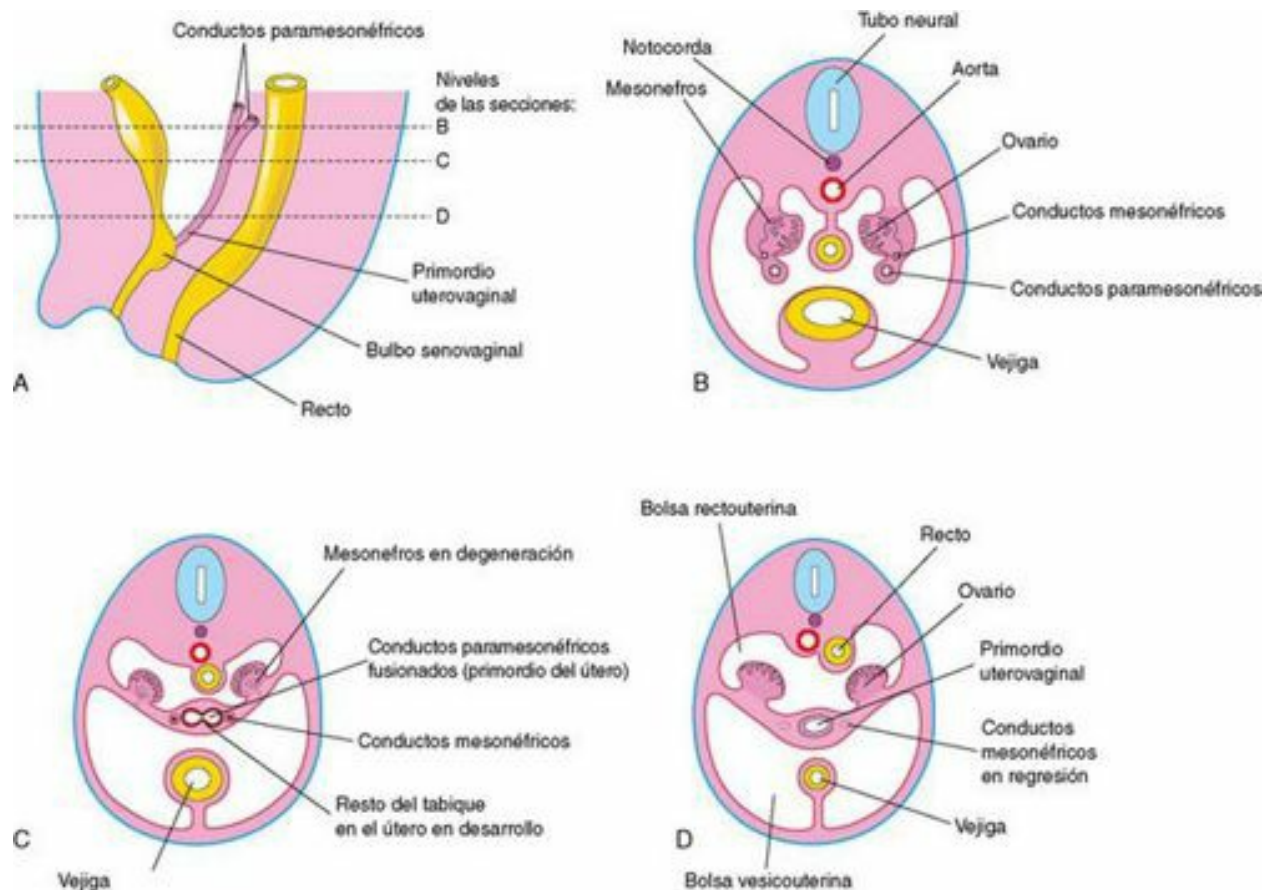 Conductos paramesonéfricos
Niveles
de las secciones:
B
C
D
Primordio
uterovaginal
Bulbo senovaginal
Recto
A
Tubo neural
Notocorda
Mesonefros
Aorta
Ovario
Conductos mesonéfricos
Conductos paramesonéfricos
Vejiga
B
Mesonefros en degeneración
Conductos paramesonéfricos
fusionados (primordio del útero)
Conductos mesonéfricos
Resto del tabique
en el útero en desarrollo
Vejiga
C
Bolsa rectouterina
Recto
Ovario
Primordio
uterovaginal
Conductos
mesonéfricos
en regresión
Vejiga
Bolsa vesicouterina
D